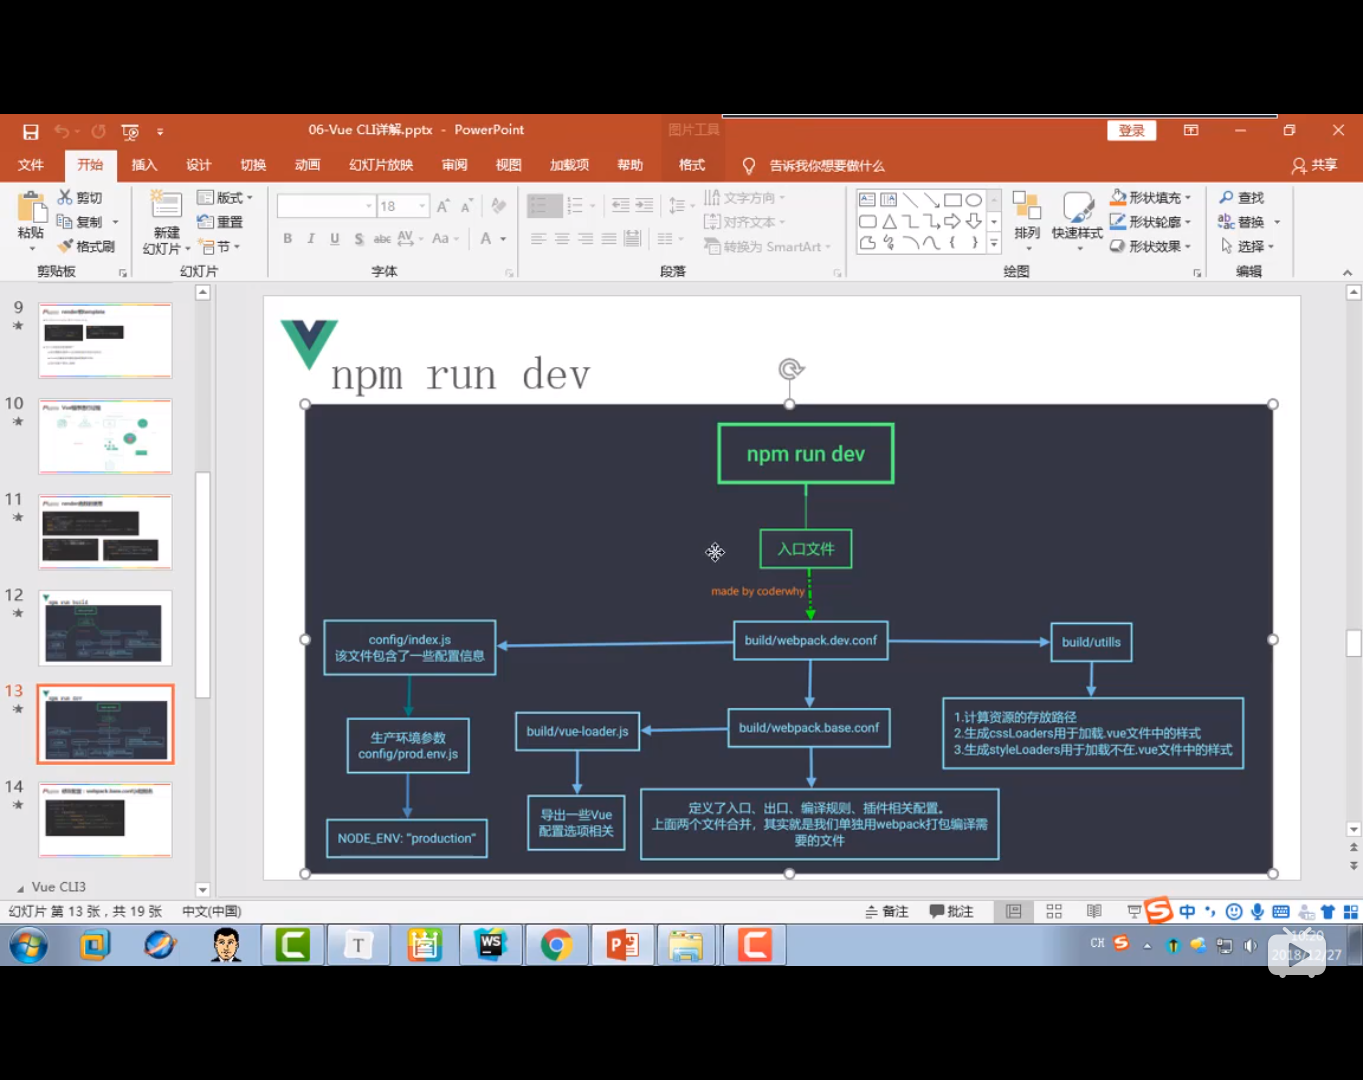 06-Vue CLI详解.pptx - PowerPoint
图片工具
登录
文件
开始
插入
设计
切换
动画
幻灯片放映
审阅
视图
加载项
帮助
格式
告诉我你想要做什么
共享
粘贴
剪切
复制
格式刷
剪贴板
新建
幻灯片
版式
重置
节
幻灯片
18
B I U S abc AV Aa A
字体
文字方向
对齐文本
转换为 SmartArt
段落
排列
快速样式
形状填充
形状轮廓
形状效果
绘图
查找
替换
选择
编辑
9
10
11
12
npm run build
13
npm run dev
14
Vue CLI3
npm run dev
npm run dev
入口文件
made by coderwhy
config/index.js
该文件包含了一些配置信息
build/webpack.dev.conf
build/utills
生产环境参数
config/prod.env.js
build/vue-loader.js
build/webpack.base.conf
1.计算资源的存放路径
2.生成cssLoaders用于加载.vue文件中的样式
3.生成styleLoaders用于加载不在.vue文件中的样式
NODE_ENV: "production"
导出一些Vue
配置选项相关
定义了入口、出口、编译规则、插件相关配置。
上面两个文件合并，其实就是我们单独用webpack打包编译需
要的文件
幻灯片 第 13 张，共 19 张
中文(中国)
备注
批注
中
CH
10:20
2018/12/27